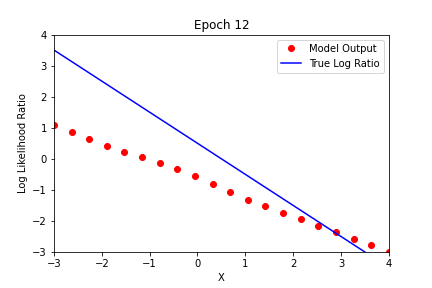 Epoch 12
Model Output
True Log Ratio
Log Likelihood Ratio
4
3
2
1
0
−1
−2
−3
−3 −2 −1 0 1 2 3 4
X